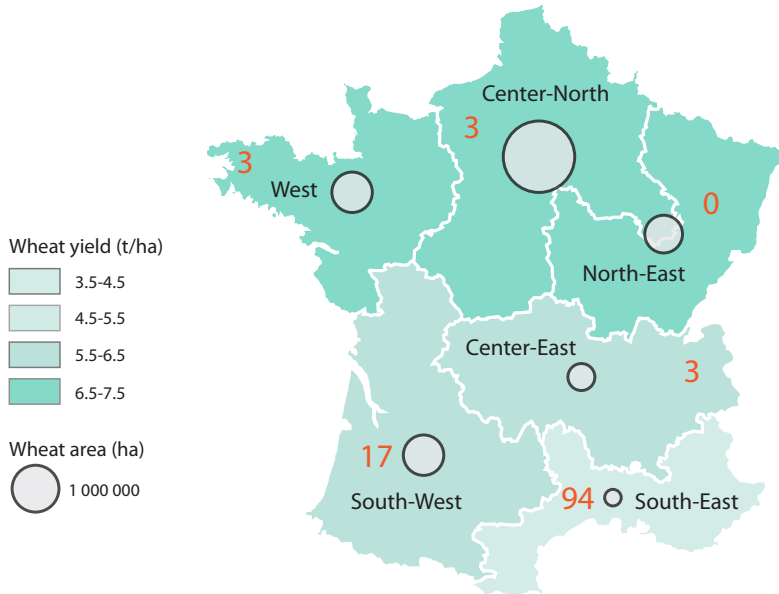 Center-North
3
3
West
0
North-East
Wheat yield (t/ha)
3.5-4.5
4.5-5.5
5.5-6.5
6.5-7.5
Center-East
3
Wheat area (ha)
1 000 000
17
South-West
94
South-East